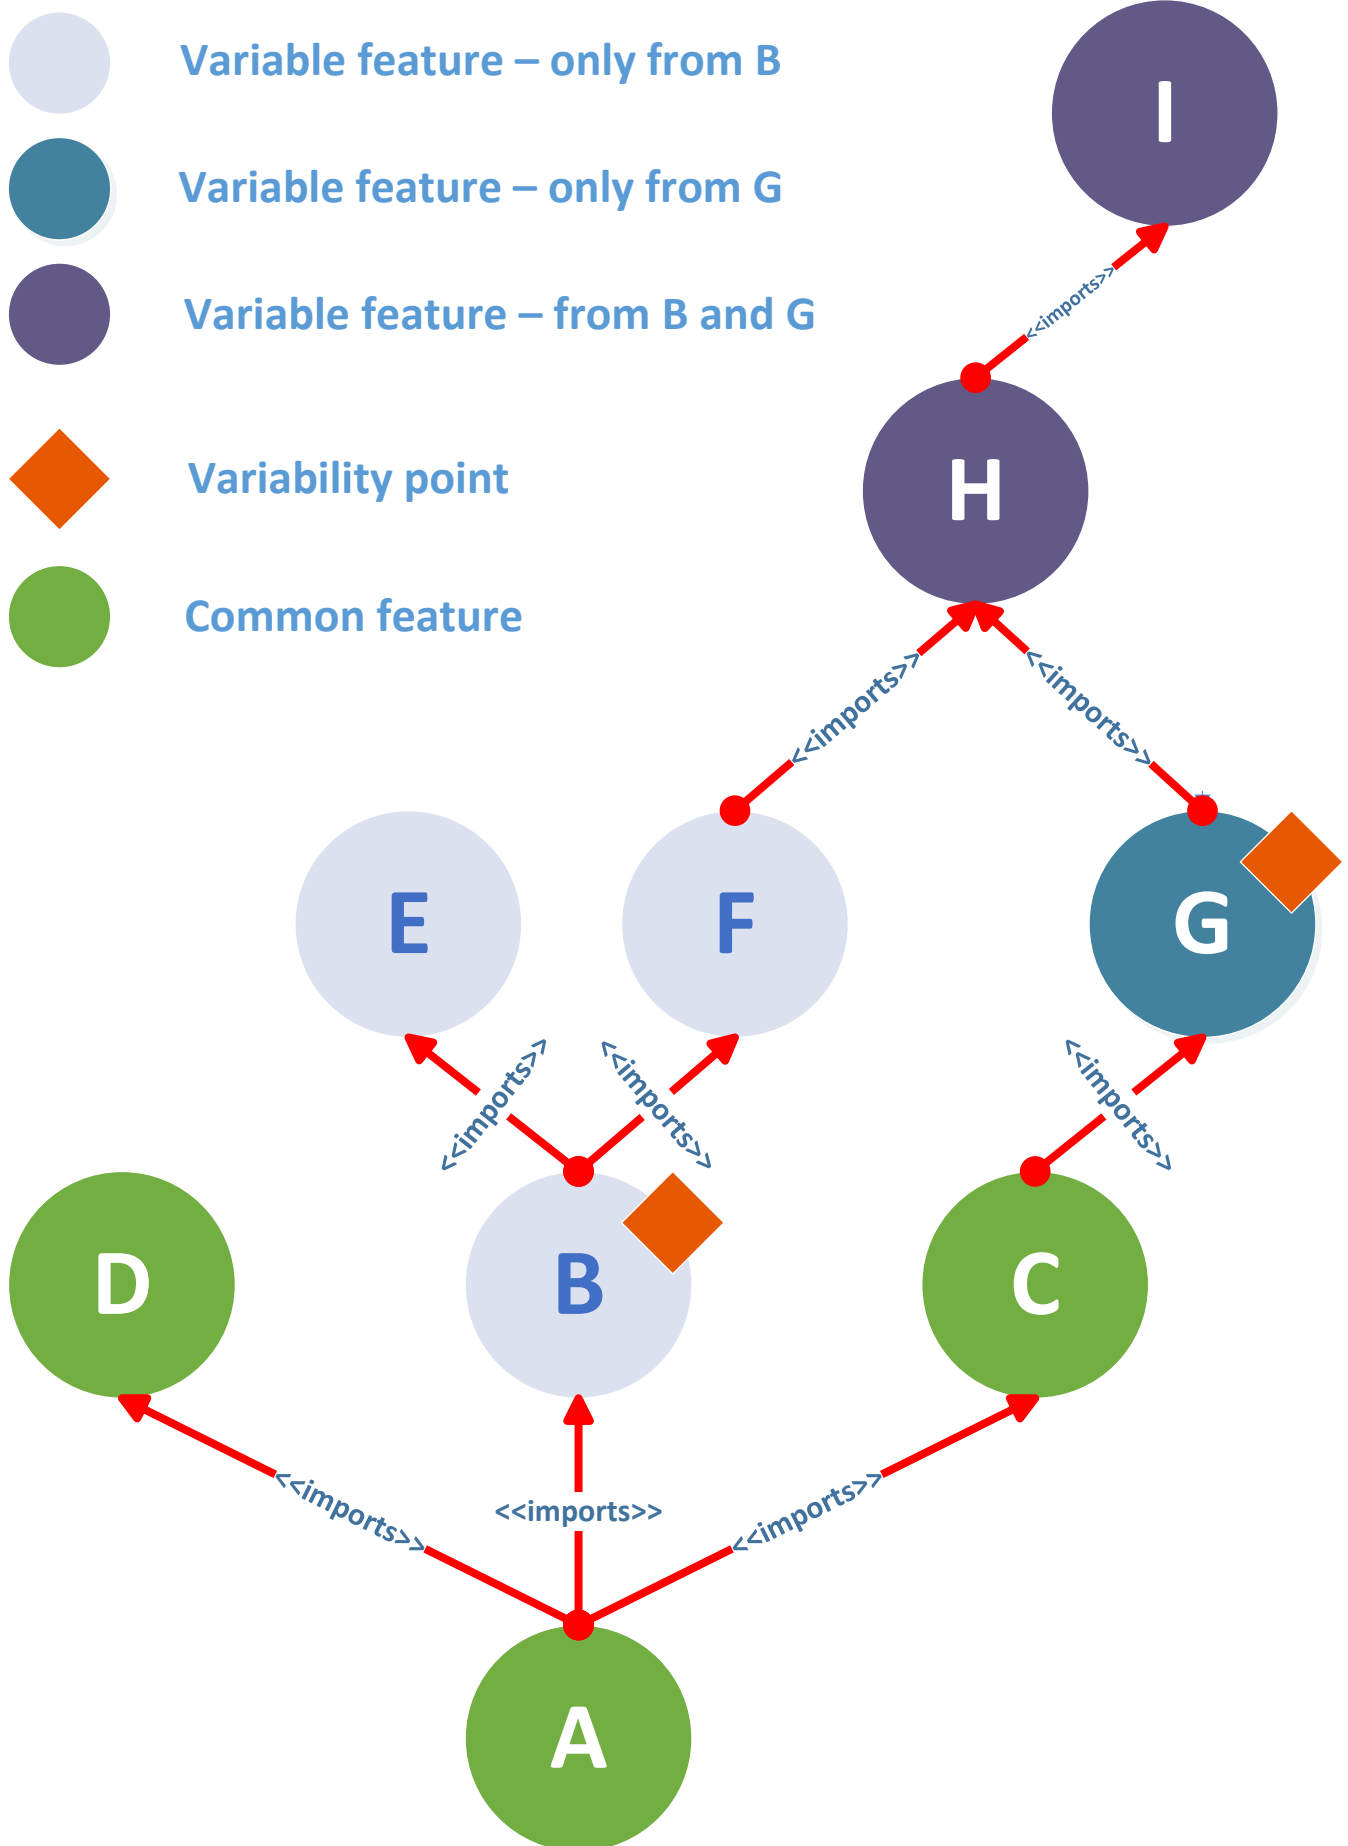 Variable feature – only from B
Variable feature – only from G
Variable feature – from B and G
Variability point
Common feature
I
<<imports>>
H
<<imports>>
<<imports>>
E
F
G
<<imports>>
<<imports>>
<<imports>>
D
B
C
<<imports>>
<<imports>>
<<imports>>
A